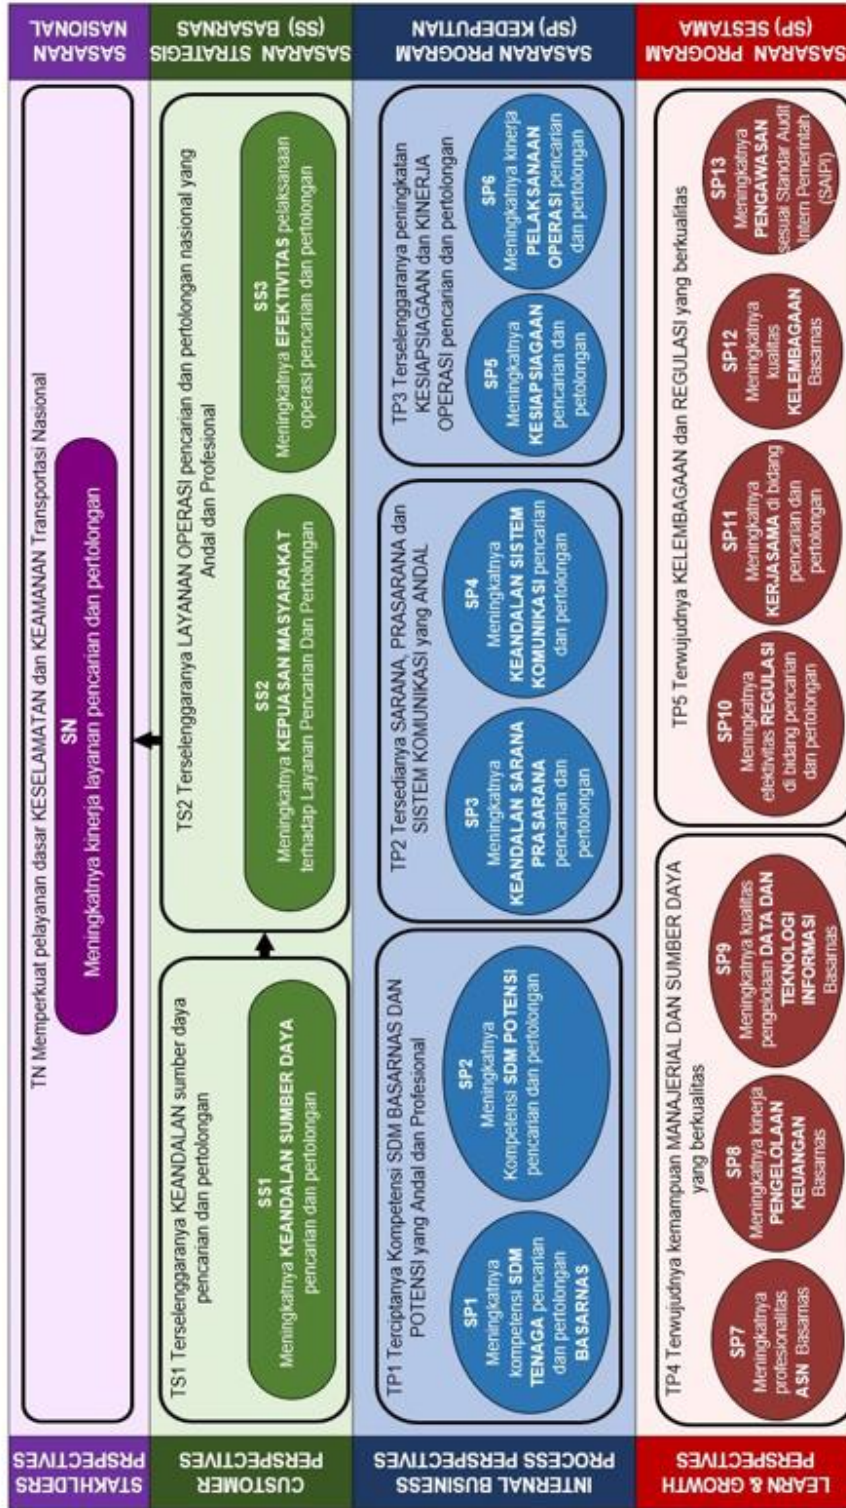 STAKHLDERS
PRSPECTIVES
TN Memperkuat pelayanan dasar KESELAMATAN dan KEAMANAN Transportasi Nasional
SN
Meningkatnya kinerja layanan pencarian dan pertolongan
SASARAN
NASIONAL
CUSTOMER
PERSPECTIVES
TS1 Terselenggaranya KEANDALAN sumber daya
pencarian dan pertolongan
SS1
Meningkatnya KEANDALAN SUMBER DAYA
pencarian dan pertolongan
TS2 Terselenggaranya LAYANAN OPERASI pencarian dan pertolongan nasional yang
Andal dan Profesional
SS2
Meningkatnya KEPUASAN MASYARAKAT
terhadap Layanan Pencarian Dan Pertolongan
SS3
Meningkatnya EFEKTIVITAS pelaksanaan
operasi pencarian dan pertolongan
SASARAN STRATEGIS
(SS) BASARNAS
INTERNAL BUSINESS
PROCESS PERSPECTIVES
TP1 Terciptanya Kompetensi SDM BASARNAS DAN
POTENSI yang Andal dan Profesional
SP1
Meningkatnya
kompetensi SDM
TENAGA pencarian
dan pertolongan
BASARNAS
SP2
Meningkatnya
Kompetensi SDM POTENSI
pencarian dan pertolongan
TP2 Tersedianya SARANA, PRASARANA dan
SISTEM KOMUNIKASI yang ANDAL
SP3
Meningkatnya
KEANDALAN SARANA
PRASARANA
pencarian dan
pertolongan
SP4
Meningkatnya
KEANDALAN SISTEM
KOMUNIKASI pencarian
dan pertolongan
TP3 Terselenggaranya peningkatan
KESIAPSIAGAAN dan KINERJA
OPERASI pencarian dan pertolongan
SP5
Meningkatnya
KESIAPSIAGAAN
pencarian dan
petolongan
SP6
Meningkatnya kinerja
PELAKSANAAN
OPERASI pencarian
dan pertolongan
SASARAN PROGRAM
(SP) KEDEPUTIAN
LEARN & GROWTH
PERSPECTIVES
TP4 Terwujudnya kemampuan MANAJERIAL DAN SUMBER DAYA
yang berkualitas
SP7
Meningkatnya
profesionalitas
ASN Basarnas
SP8
Meningkatnya kinerja
PENGELOLAAN
KEUANGAN
Basarnas
SP9
Meningkatnya kualitas
pengelolaan DATA DAN
TEKNOLOGI
INFORMASI
Basarnas
TP5 Terwujudnya KELEMBAGAAN dan REGULASI yang berkualitas
SP10
Meningkatnya
efektivitas REGULASI
di bidang pencarian
dan pertolongan
SP11
Meningkatnya
KERJASAMA di bidang
pencarian dan
pertolongan
SP12
Meningkatnya
kualitas
KELEMBAGAAN
Basarnas
SP13
Meningkatnya
PENGAWASAN
sesuai Standar Audit
Intern Pemerintah
(SAIPI)
SASARAN PROGRAM
(SP) SESTAMA